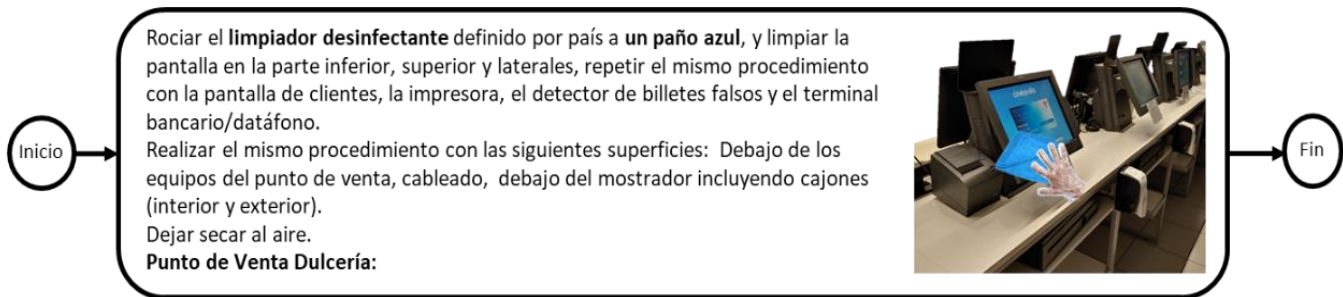 Inicio
Rociar el limpiador desinfectante definido por país a un paño azul, y limpiar la
pantalla en la parte inferior, superior y laterales, repetir el mismo procedimiento
con la pantalla de clientes, la impresora, el detector de billetes falsos y el terminal
bancario/datáfono.
Realizar el mismo procedimiento con las siguientes superficies:  Debajo de los
equipos del punto de venta, cableado,  debajo del mostrador incluyendo cajones
(interior y exterior).
Dejar secar al aire.
Punto de Venta Dulcería:
cinépolis
Fin